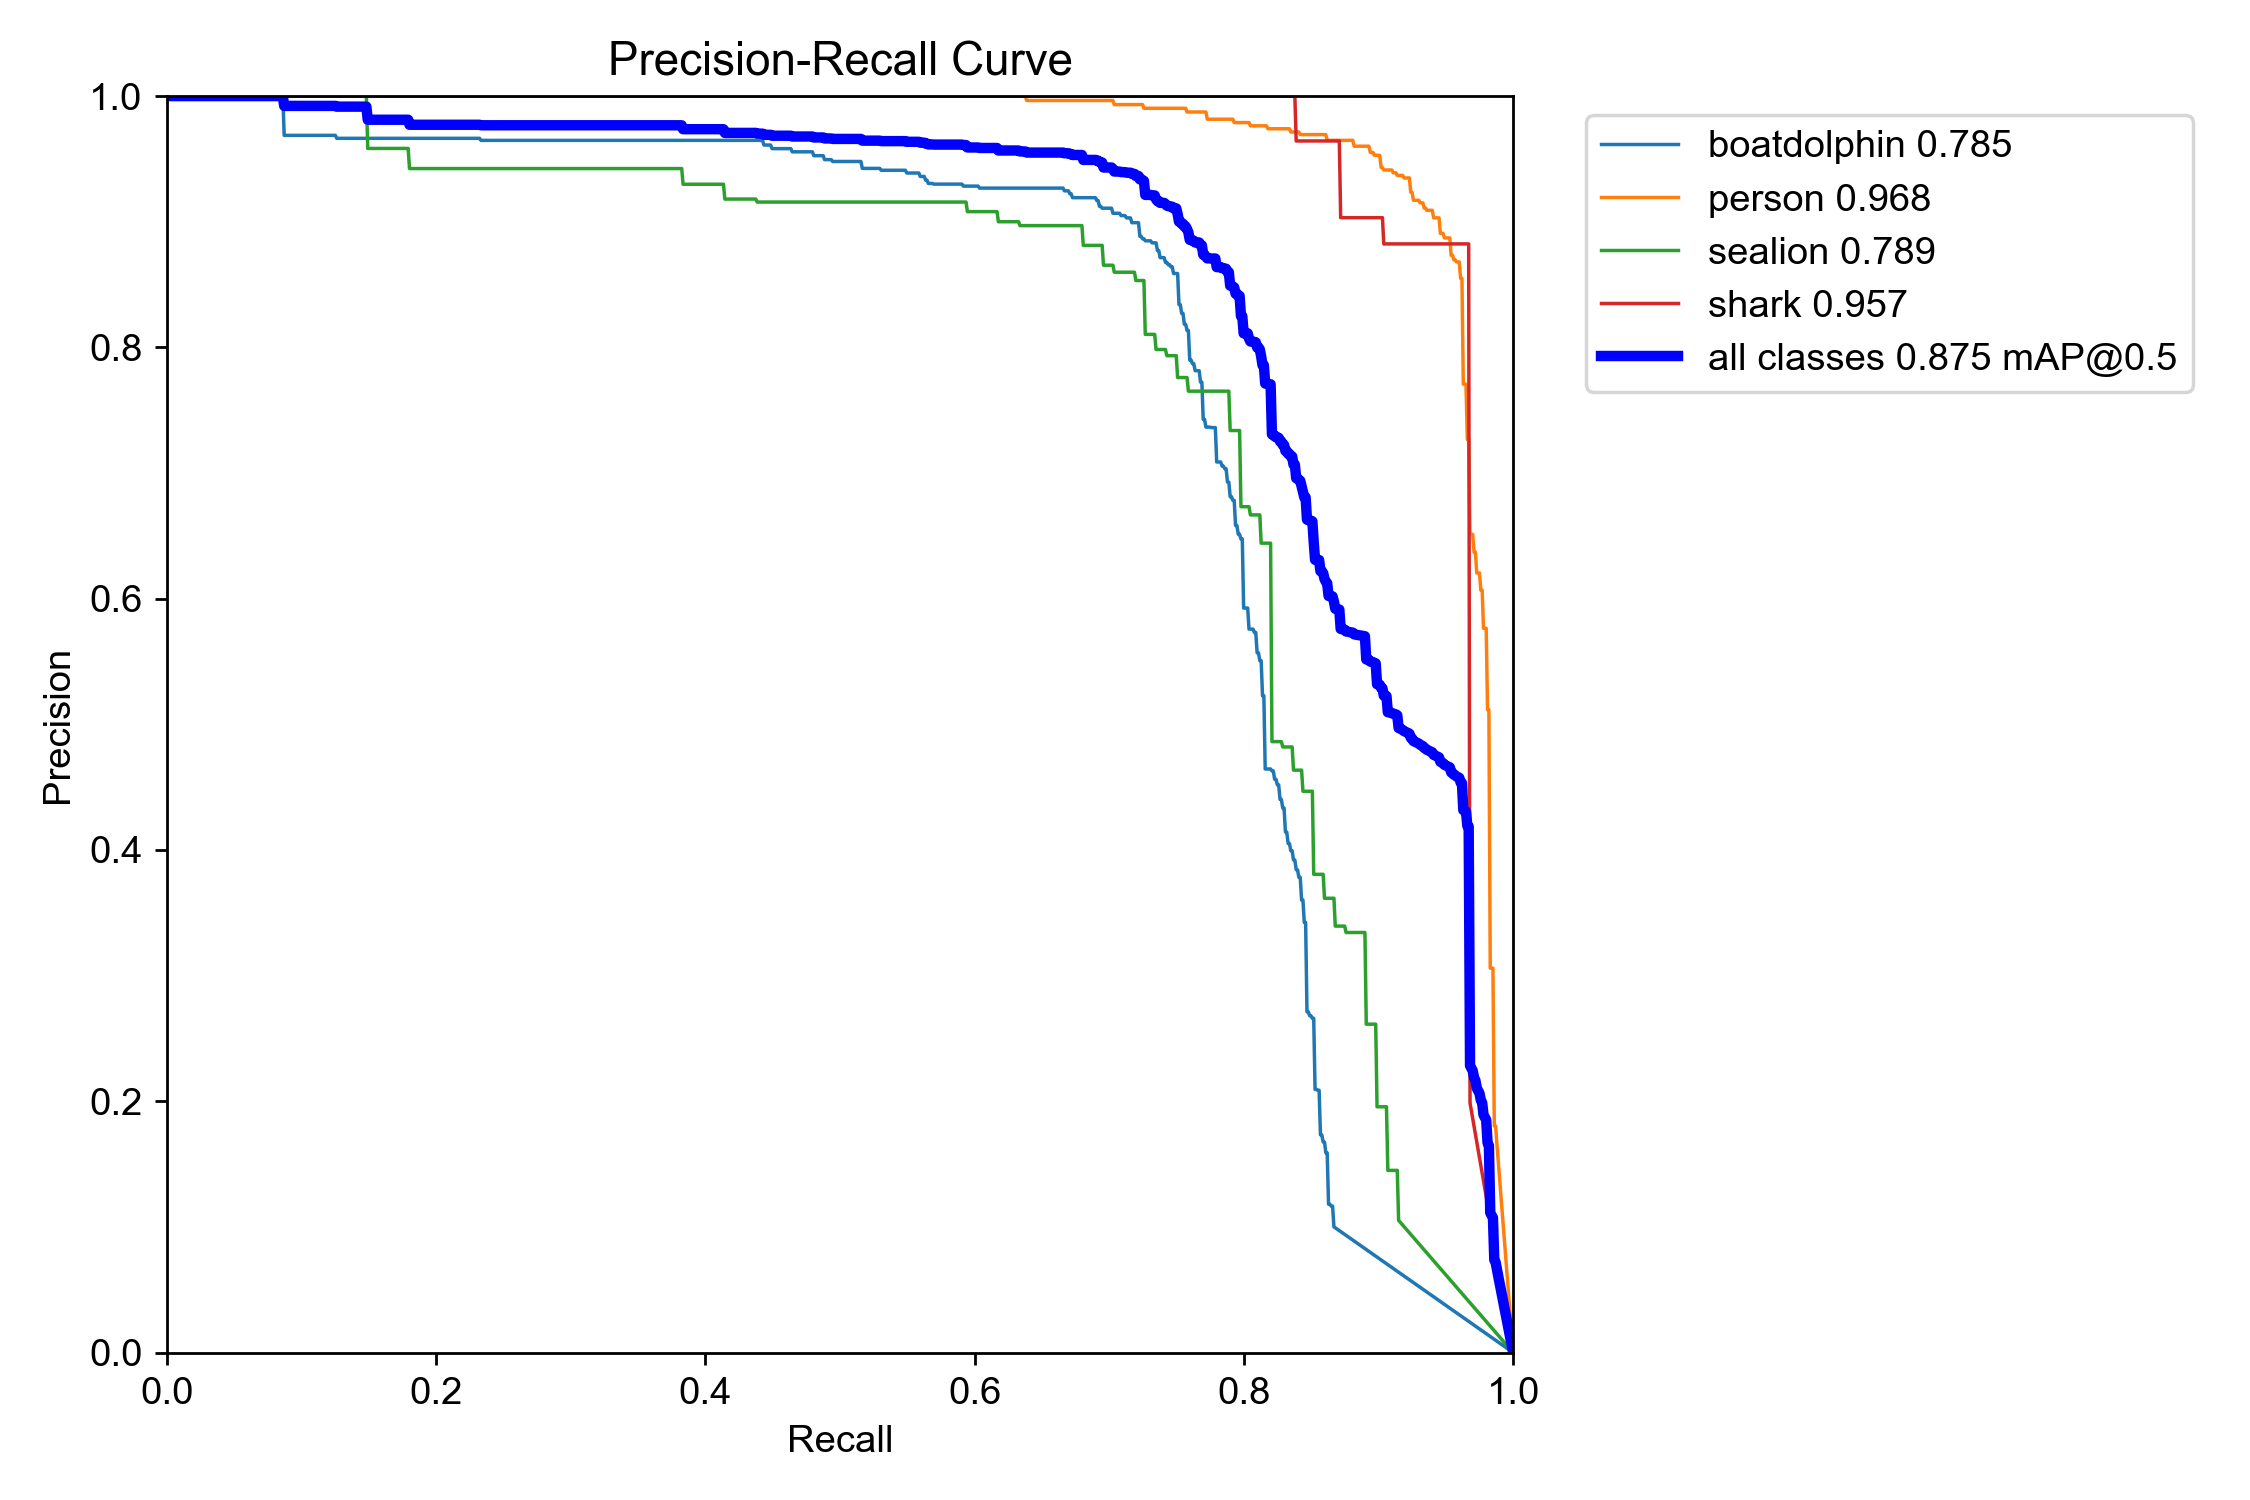 Precision-Recall Curve
1.0
0.8
0.6
0.4
0.2
0.0
Precision
0.0 0.2 0.4 0.6 0.8 1.0
Recall
boatdolphin 0.785
person 0.968
sealion 0.789
shark 0.957
all classes 0.875 mAP@0.5